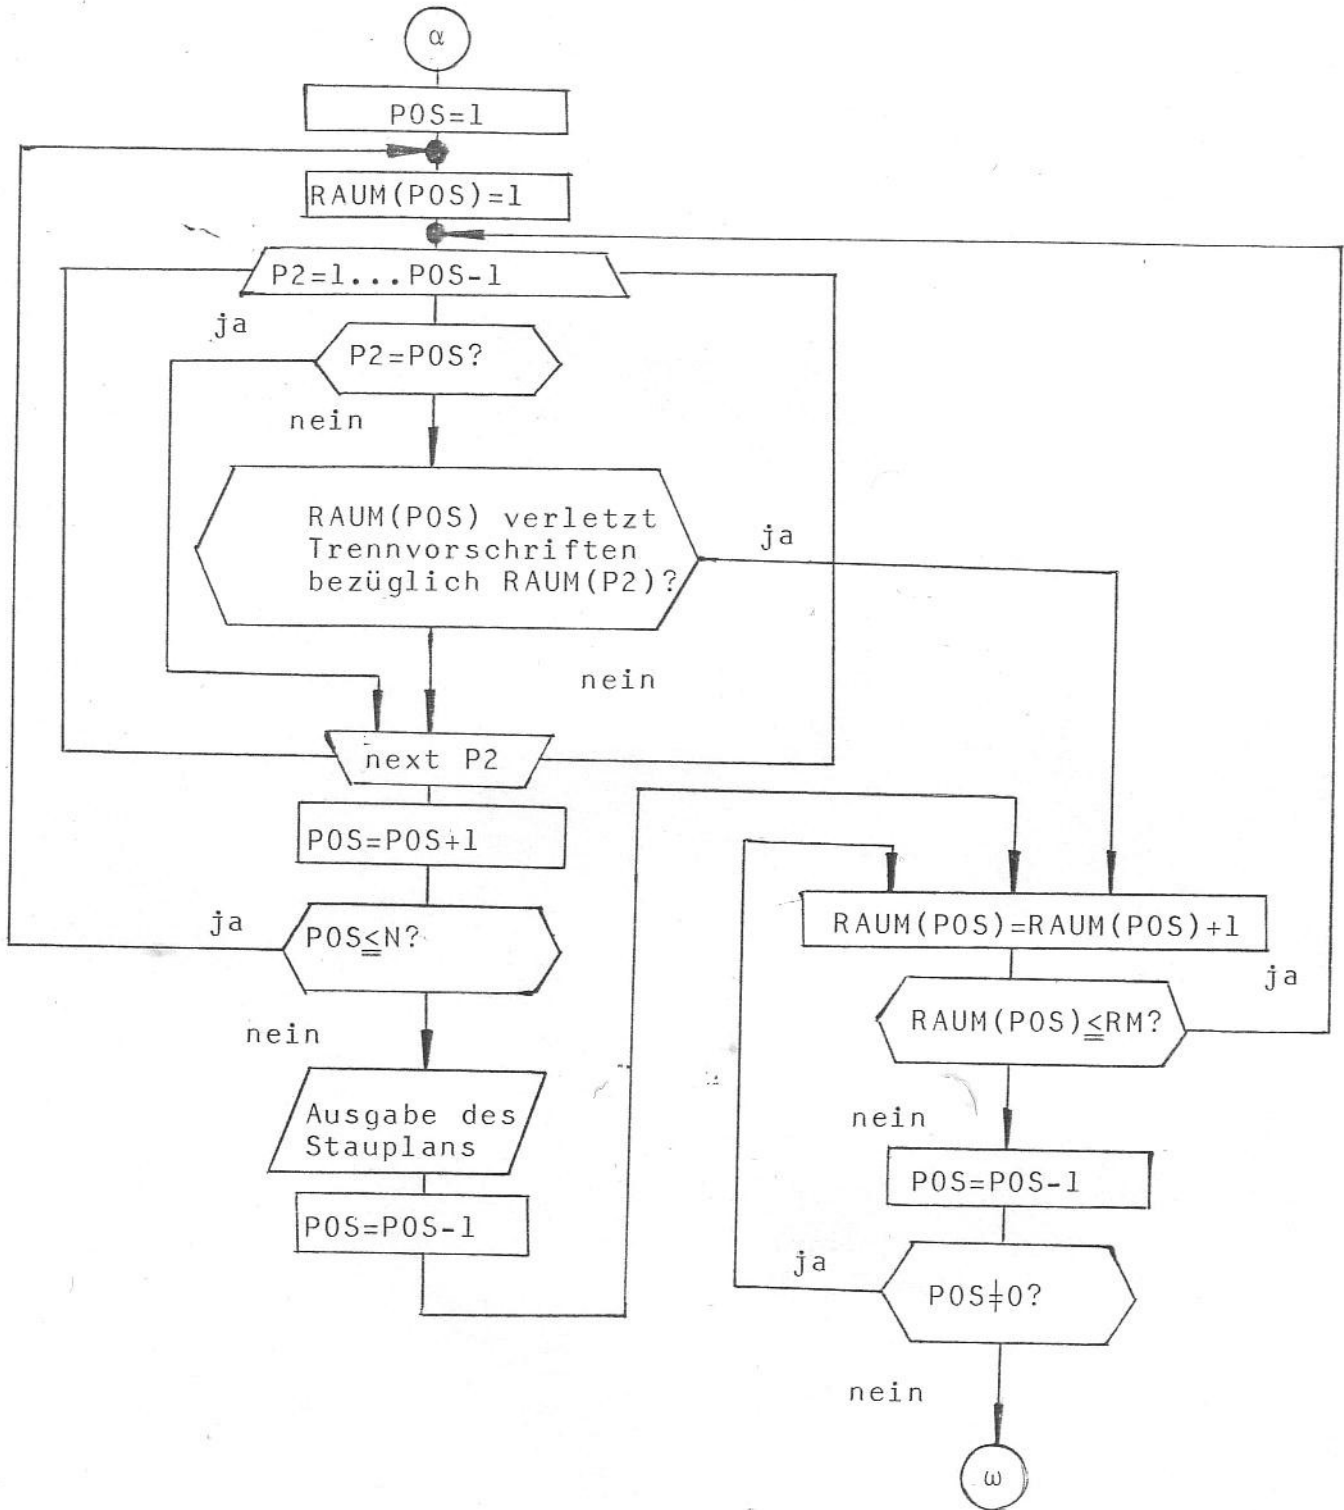 α
POS=1
RAUM(POS)=1
P2=1...POS-1
ja
P2=POS?
nein
RAUM(POS) verletzt
Trennvorschriften
bezüglich RAUM(P2)?
ja
nein
next P2
POS=POS+1
ja
POS≦N?
nein
Ausgabe des
Stauplans
POS=POS-1
RAUM(POS)=RAUM(POS)+1
ja
RAUM(POS)≦RM?
nein
POS=POS-1
ja
POS╪0?
nein
ω